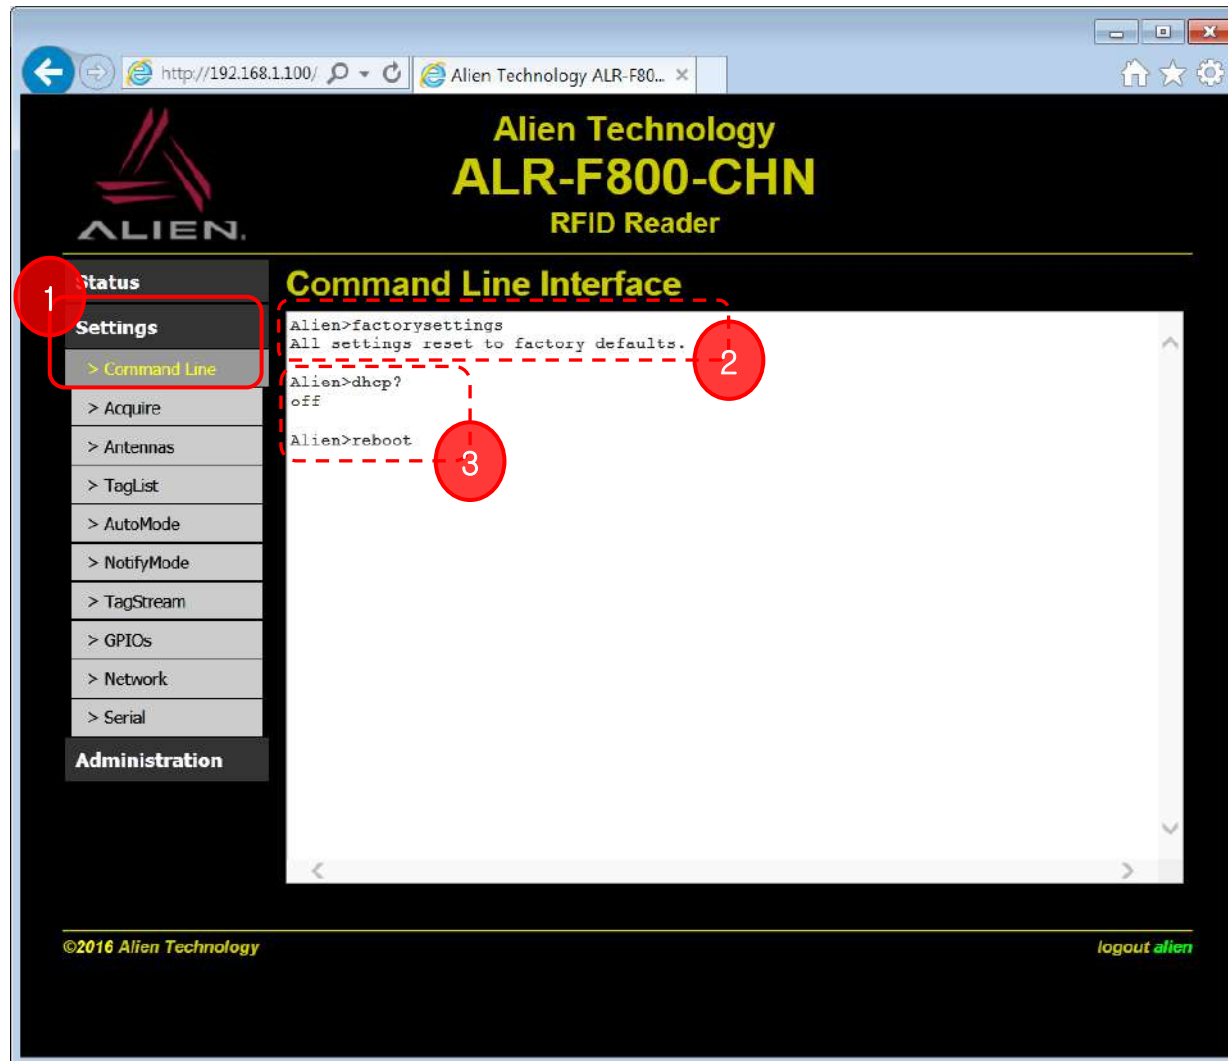 http://192.168.1.100/
Alien Technology ALR-F80...
ALIEN.
Alien Technology
ALR-F800-CHN
RFID Reader
1
Status
Settings
> Command Line
> Acquire
> Antennas
> TagList
> AutoMode
> NotifyMode
> TagStream
> GPIOs
> Network
> Serial
Administration
Command Line Interface
Alien>factorysettings
All settings reset to factory defaults.
2
Alien>dhcp?
off
Alien>reboot
3
©2016 Alien Technology
logout alien